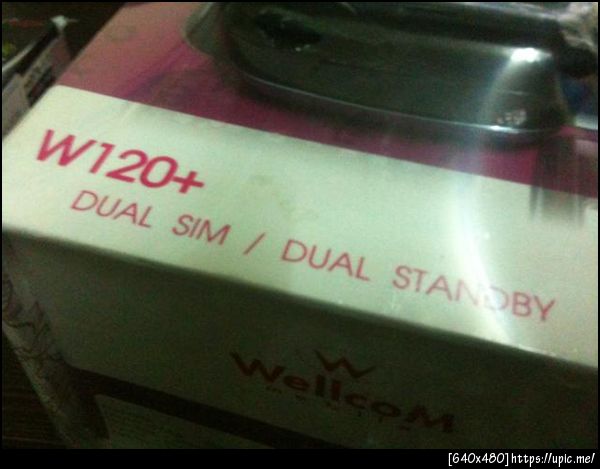 W120+
DUAL SIM / DUAL STANDBY
WellcoM
[640x480]https://upic.me/